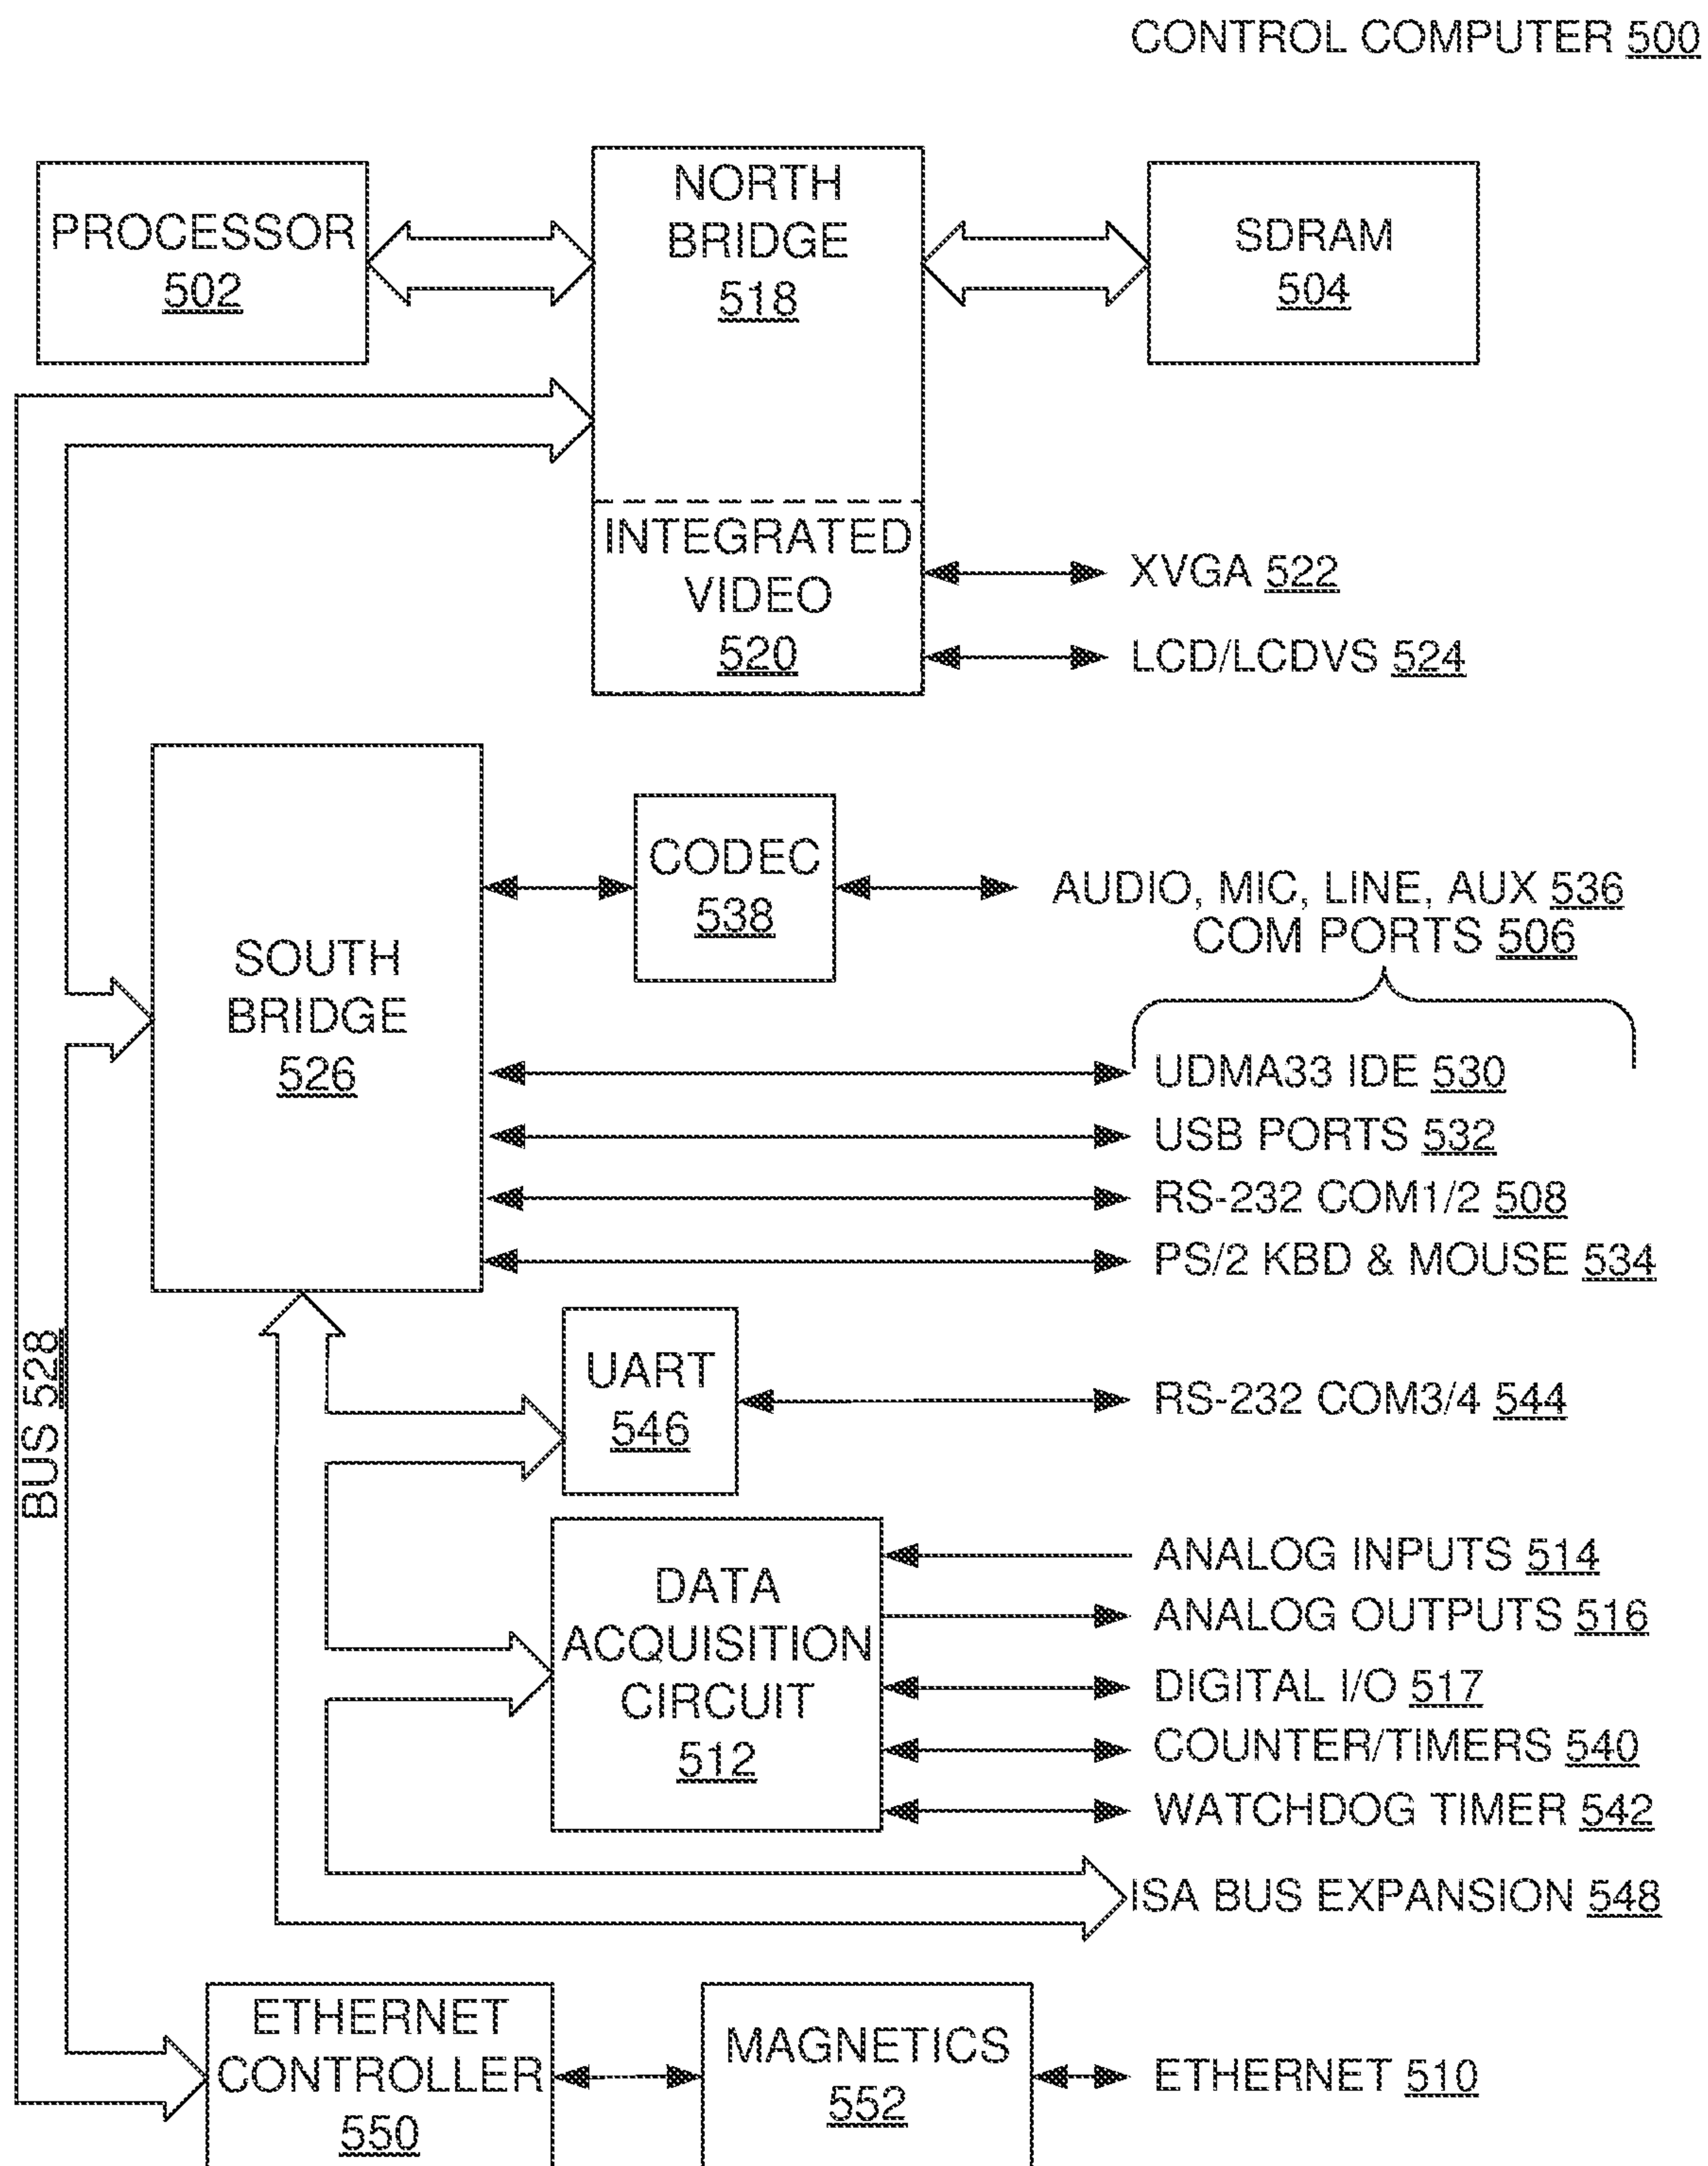 CONTROL COMPUTER 500
PROCESSOR
502
NORTH
BRIDGE
518
SDRAM
504
INTEGRATED
VIDEO
520
XVGA 522
LCD/LCDVS 524
SOUTH
BRIDGE
526
CODEC
538
AUDIO, MIC, LINE, AUX 536
COM PORTS 506
UDMA33 IDE 530
USB PORTS 532
RS-232 COM1/2 508
PS/2 KBD & MOUSE 534
BUS 528
UART
546
RS-232 COM3/4 544
DATA
ACQUISITION
CIRCUIT
512
ANALOG INPUTS 514
ANALOG OUTPUTS 516
DIGITAL I/O 517
COUNTER/TIMERS 540
WATCHDOG TIMER 542
ISA BUS EXPANSION 548
ETHERNET
CONTROLLER
550
MAGNETICS
552
ETHERNET 510